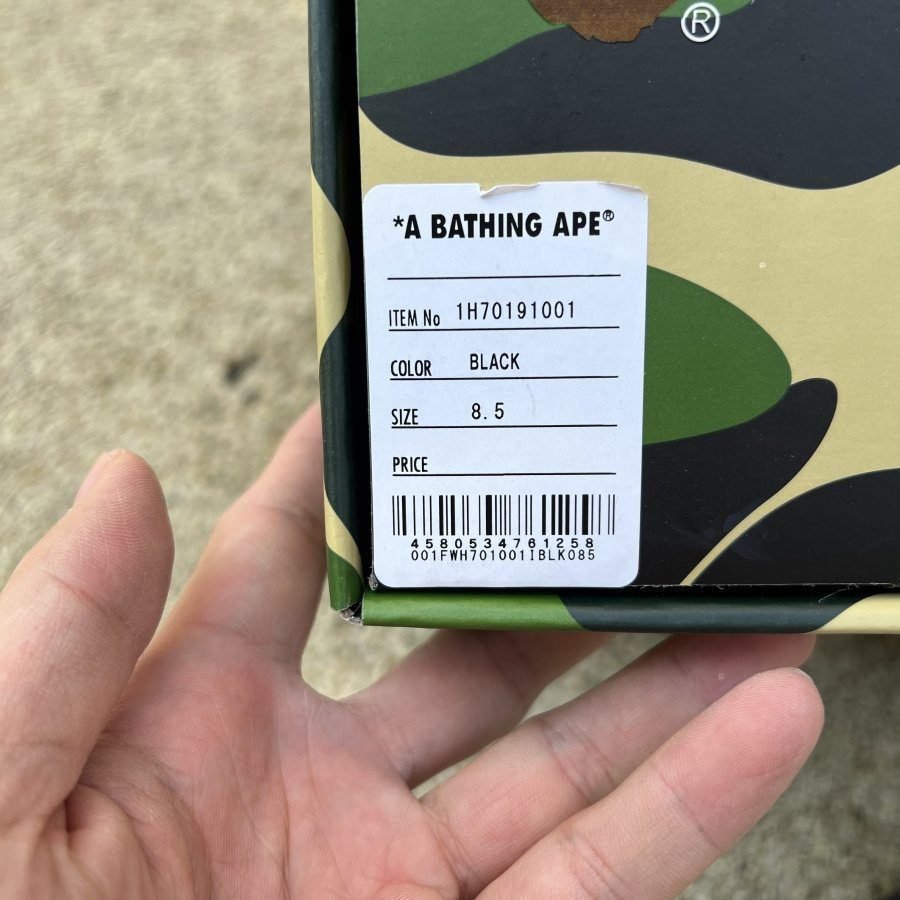 ®
*A BATHING APE®
ITEM No 1H70191001
COLOR BLACK
SIZE 8.5
PRICE
4580534761258
001FWH701001IBLK085